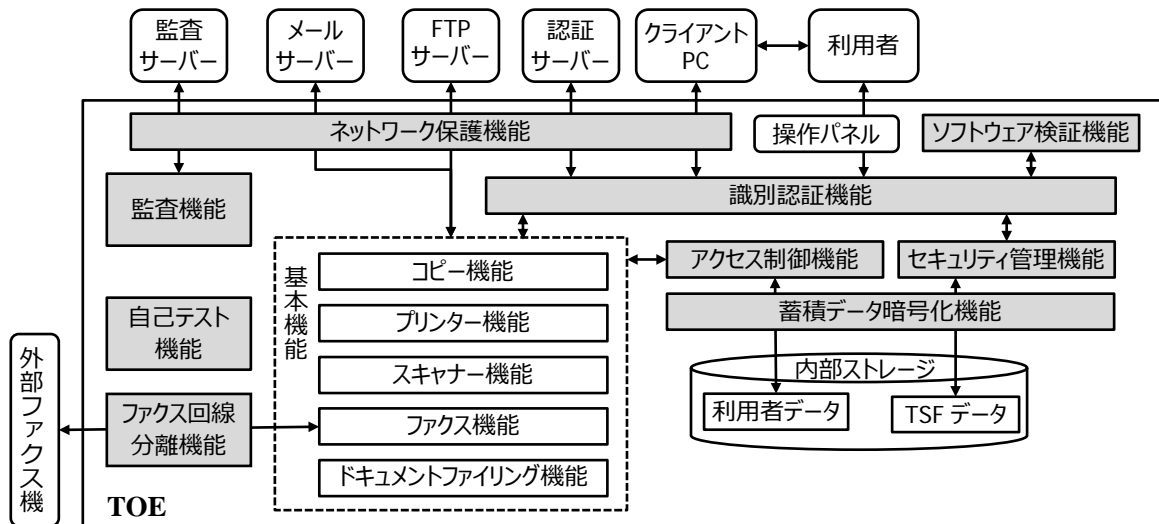 監査
サーバー
メール
サーバー
FTP
サーバー
認証
サーバー
クライアント
PC
利用者
ネットワーク保護機能
操作パネル
ソフトウェア検証機能
監査機能
識別認証機能
基本機能
コピー機能
プリンター機能
スキャナー機能
ファクス機能
ドキュメントファイリング機能
アクセス制御機能
セキュリティ管理機能
自己テスト
機能
蓄積データ暗号化機能
内部ストレージ
利用者データ
TSF データ
外部ファクス機
ファクス回線
分離機能
TOE